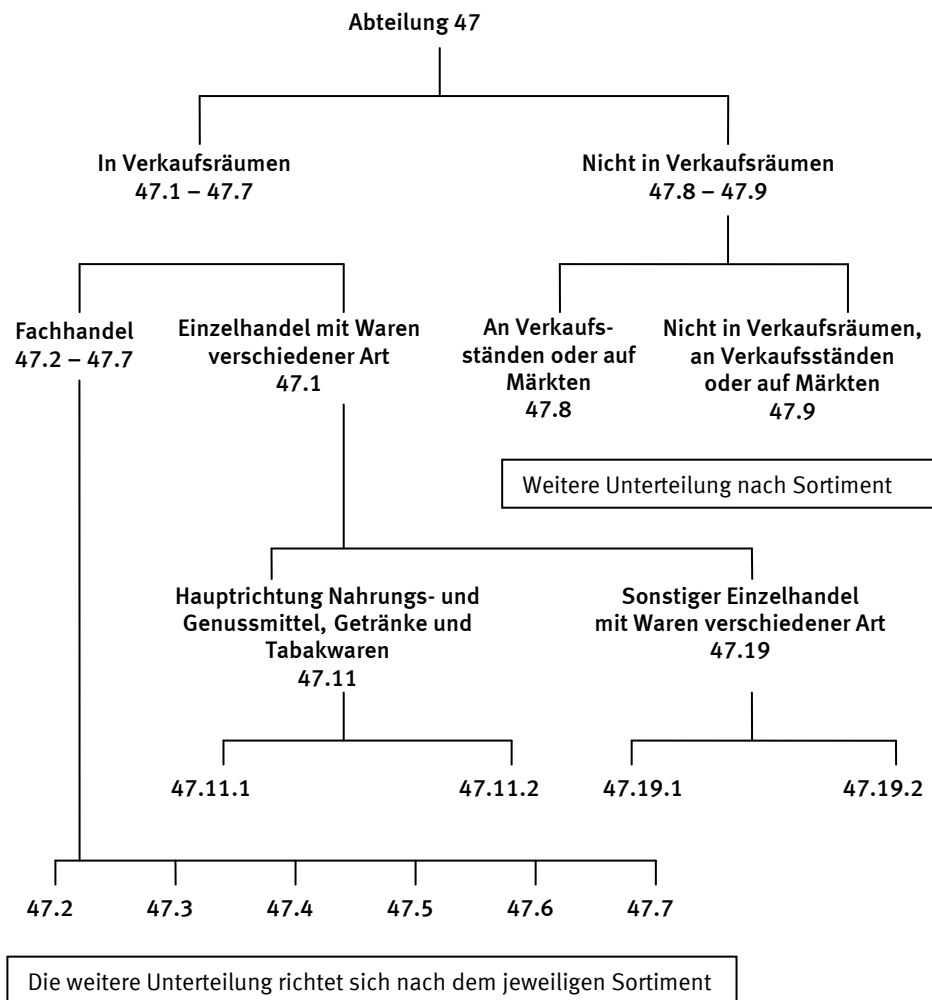 Abteilung 47
In Verkaufsräumen
47.1 – 47.7
Nicht in Verkaufsräumen
47.8 – 47.9
Fachhandel
47.2 – 47.7
Einzelhandel mit Waren
verschiedener Art
47.1
An Verkaufs-
ständen oder auf
Märkten
47.8
Nicht in Verkaufsräumen,
an Verkaufsständen
oder auf Märkten
47.9
Weitere Unterteilung nach Sortiment
Hauptrichtung Nahrungs- und
Genussmittel, Getränke und
Tabakwaren
47.11
Sonstiger Einzelhandel
mit Waren verschiedener Art
47.19
47.11.1
47.11.2
47.19.1
47.19.2
47.2
47.3
47.4
47.5
47.6
47.7
Die weitere Unterteilung richtet sich nach dem jeweiligen Sortiment